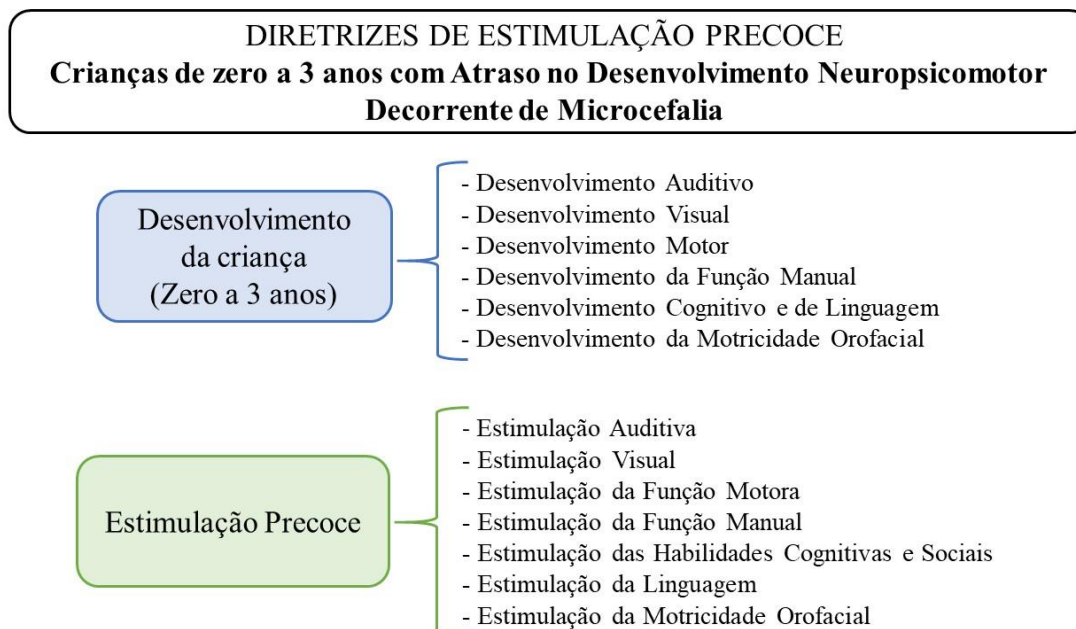 DIRETRIZES DE ESTIMULAÇÃO PRECOCE
Crianças de zero a 3 anos com Atraso no Desenvolvimento Neuropsicomotor
Decorrente de Microcefalia
Desenvolvimento
da criança
(Zero a 3 anos)
- Desenvolvimento Auditivo
- Desenvolvimento Visual
- Desenvolvimento Motor
- Desenvolvimento da Função Manual
- Desenvolvimento Cognitivo e de Linguagem
- Desenvolvimento da Motricidade Orofacial
Estimulação Precoce
- Estimulação Auditiva
- Estimulação Visual
- Estimulação da Função Motora
- Estimulação da Função Manual
- Estimulação das Habilidades Cognitivas e Sociais
- Estimulação da Linguagem
- Estimulação da Motricidade Orofacial